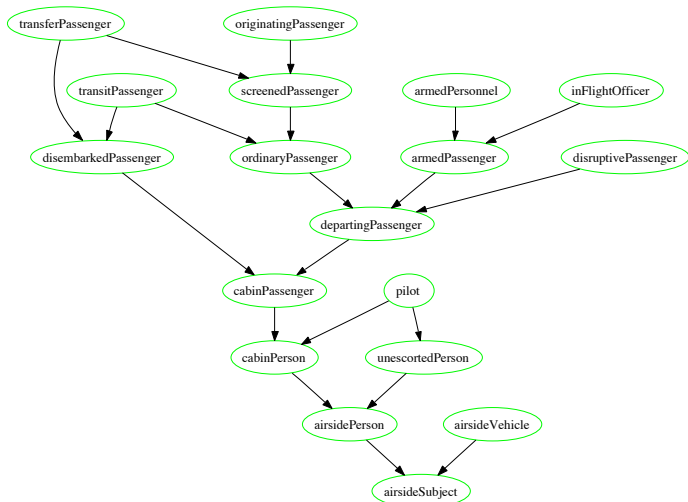 transferPassenger
originatingPassenger
transitPassenger
screenedPassenger
armedPersonnel
inFlightOfficer
disembarkedPassenger
ordinaryPassenger
armedPassenger
disruptivePassenger
departingPassenger
cabinPassenger
pilot
cabinPerson
unescortedPerson
airsidePerson
airsideVehicle
airsideSubject